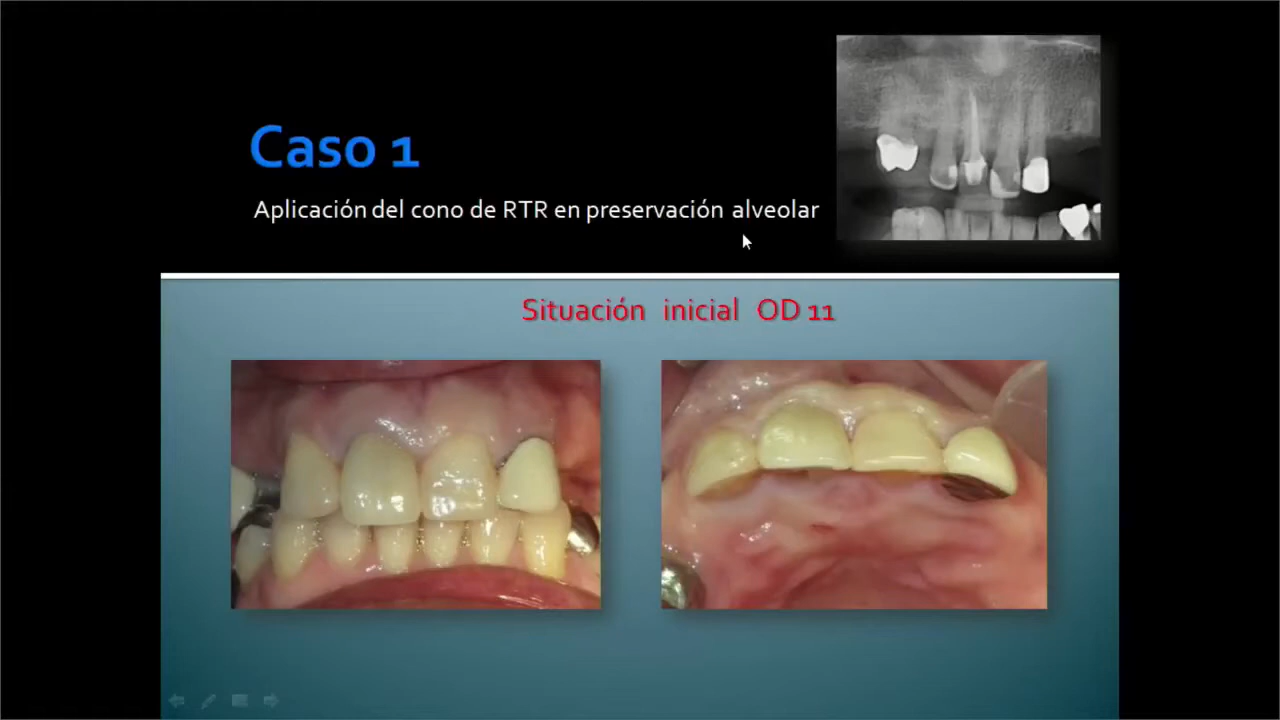 Caso 1
Aplicación del cono de RTR en preservación alveolar
Situación inicial OD 11